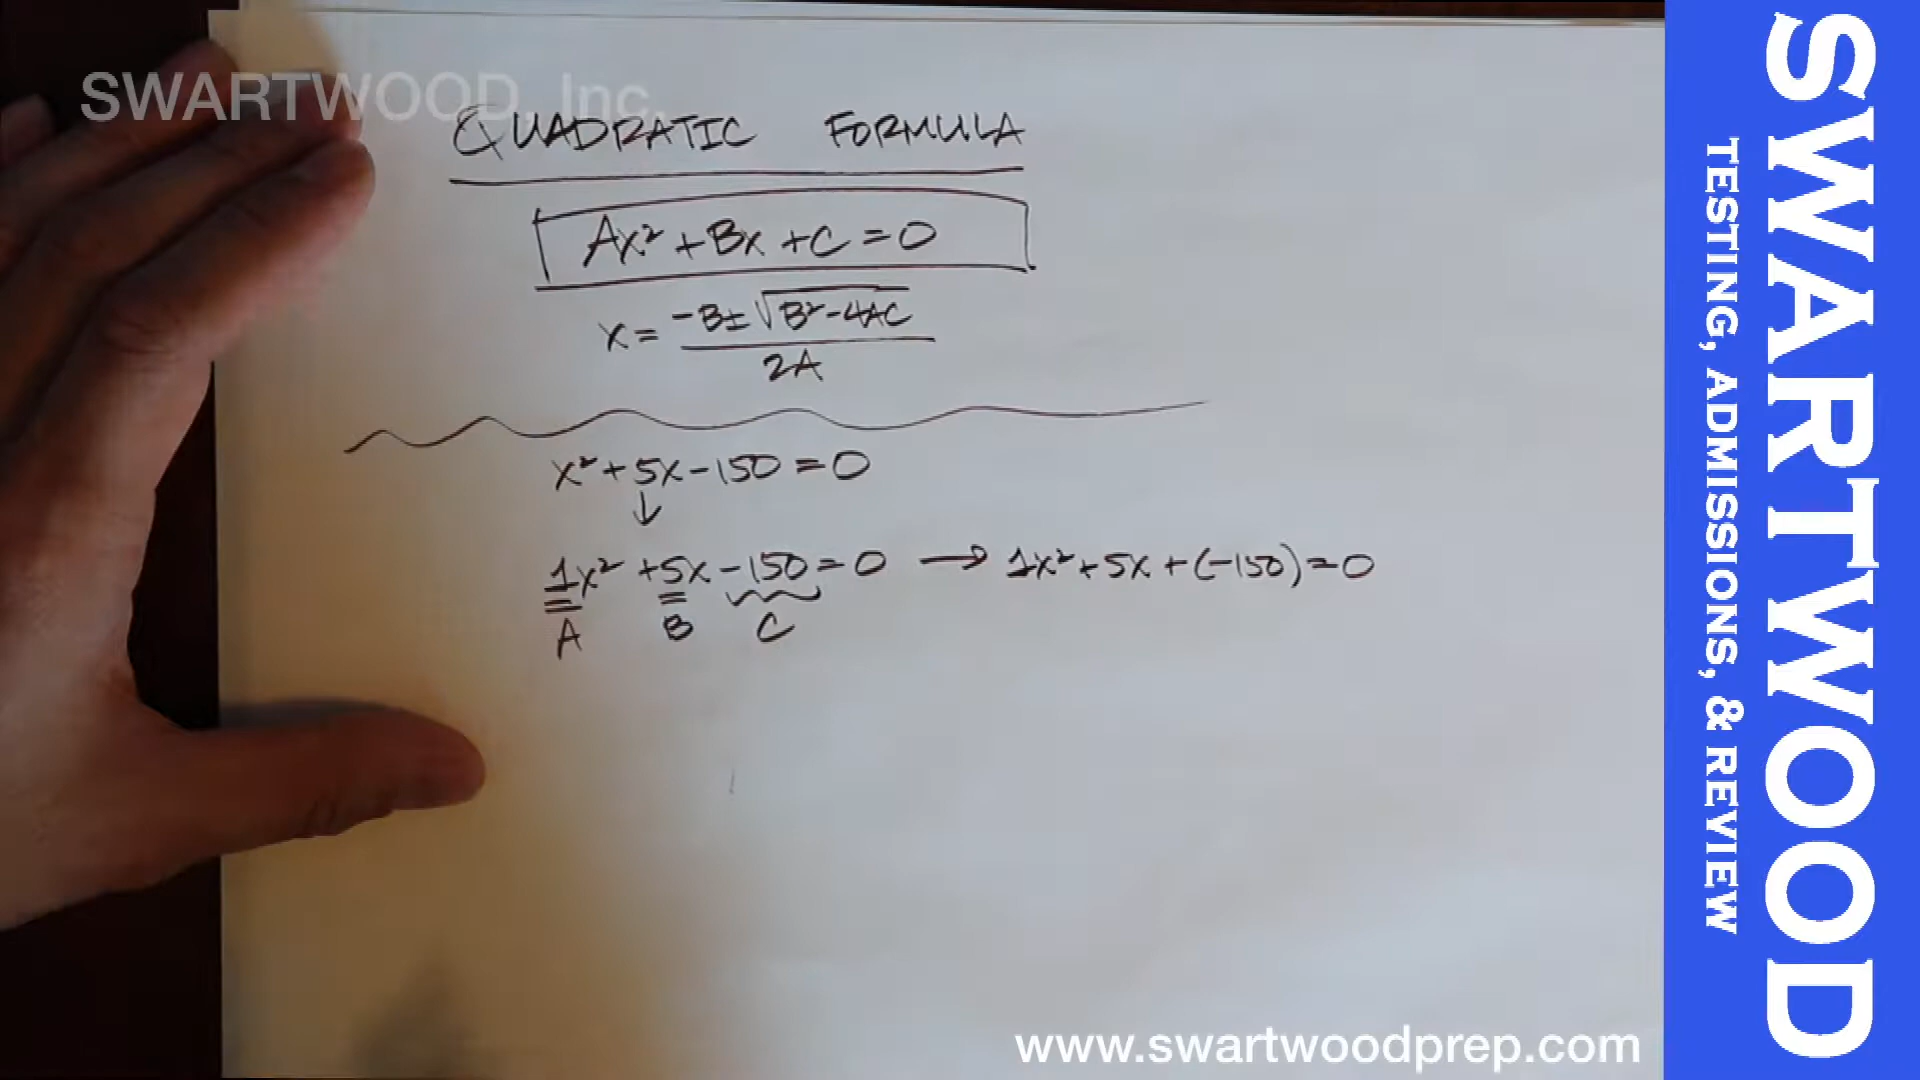 SWARTWOOD, Inc.
QUADRATIC FORMULA
Ax² + Bx + C = 0
x = -B ± √B² - 4AC
2A
x² + 5x - 150 = 0
↓
1x² + 5x - 150 = 0 → 1x² + 5x + (-150) = 0
A B C
www.swartwoodprep.com
SWARTWOOD
TESTING, ADMISSIONS, & REVIEW